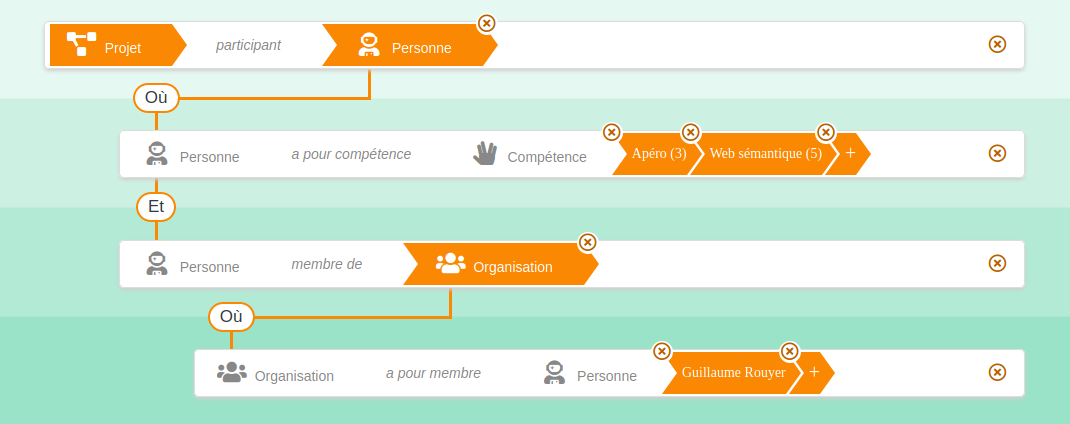 Projet participant Personne
Où
Personne a pour compétence Compétence Apéro (3) Web sémantique (5) +
Et
Personne membre de Organisation
Où
Organisation a pour membre Personne Guillaume Rouyer +